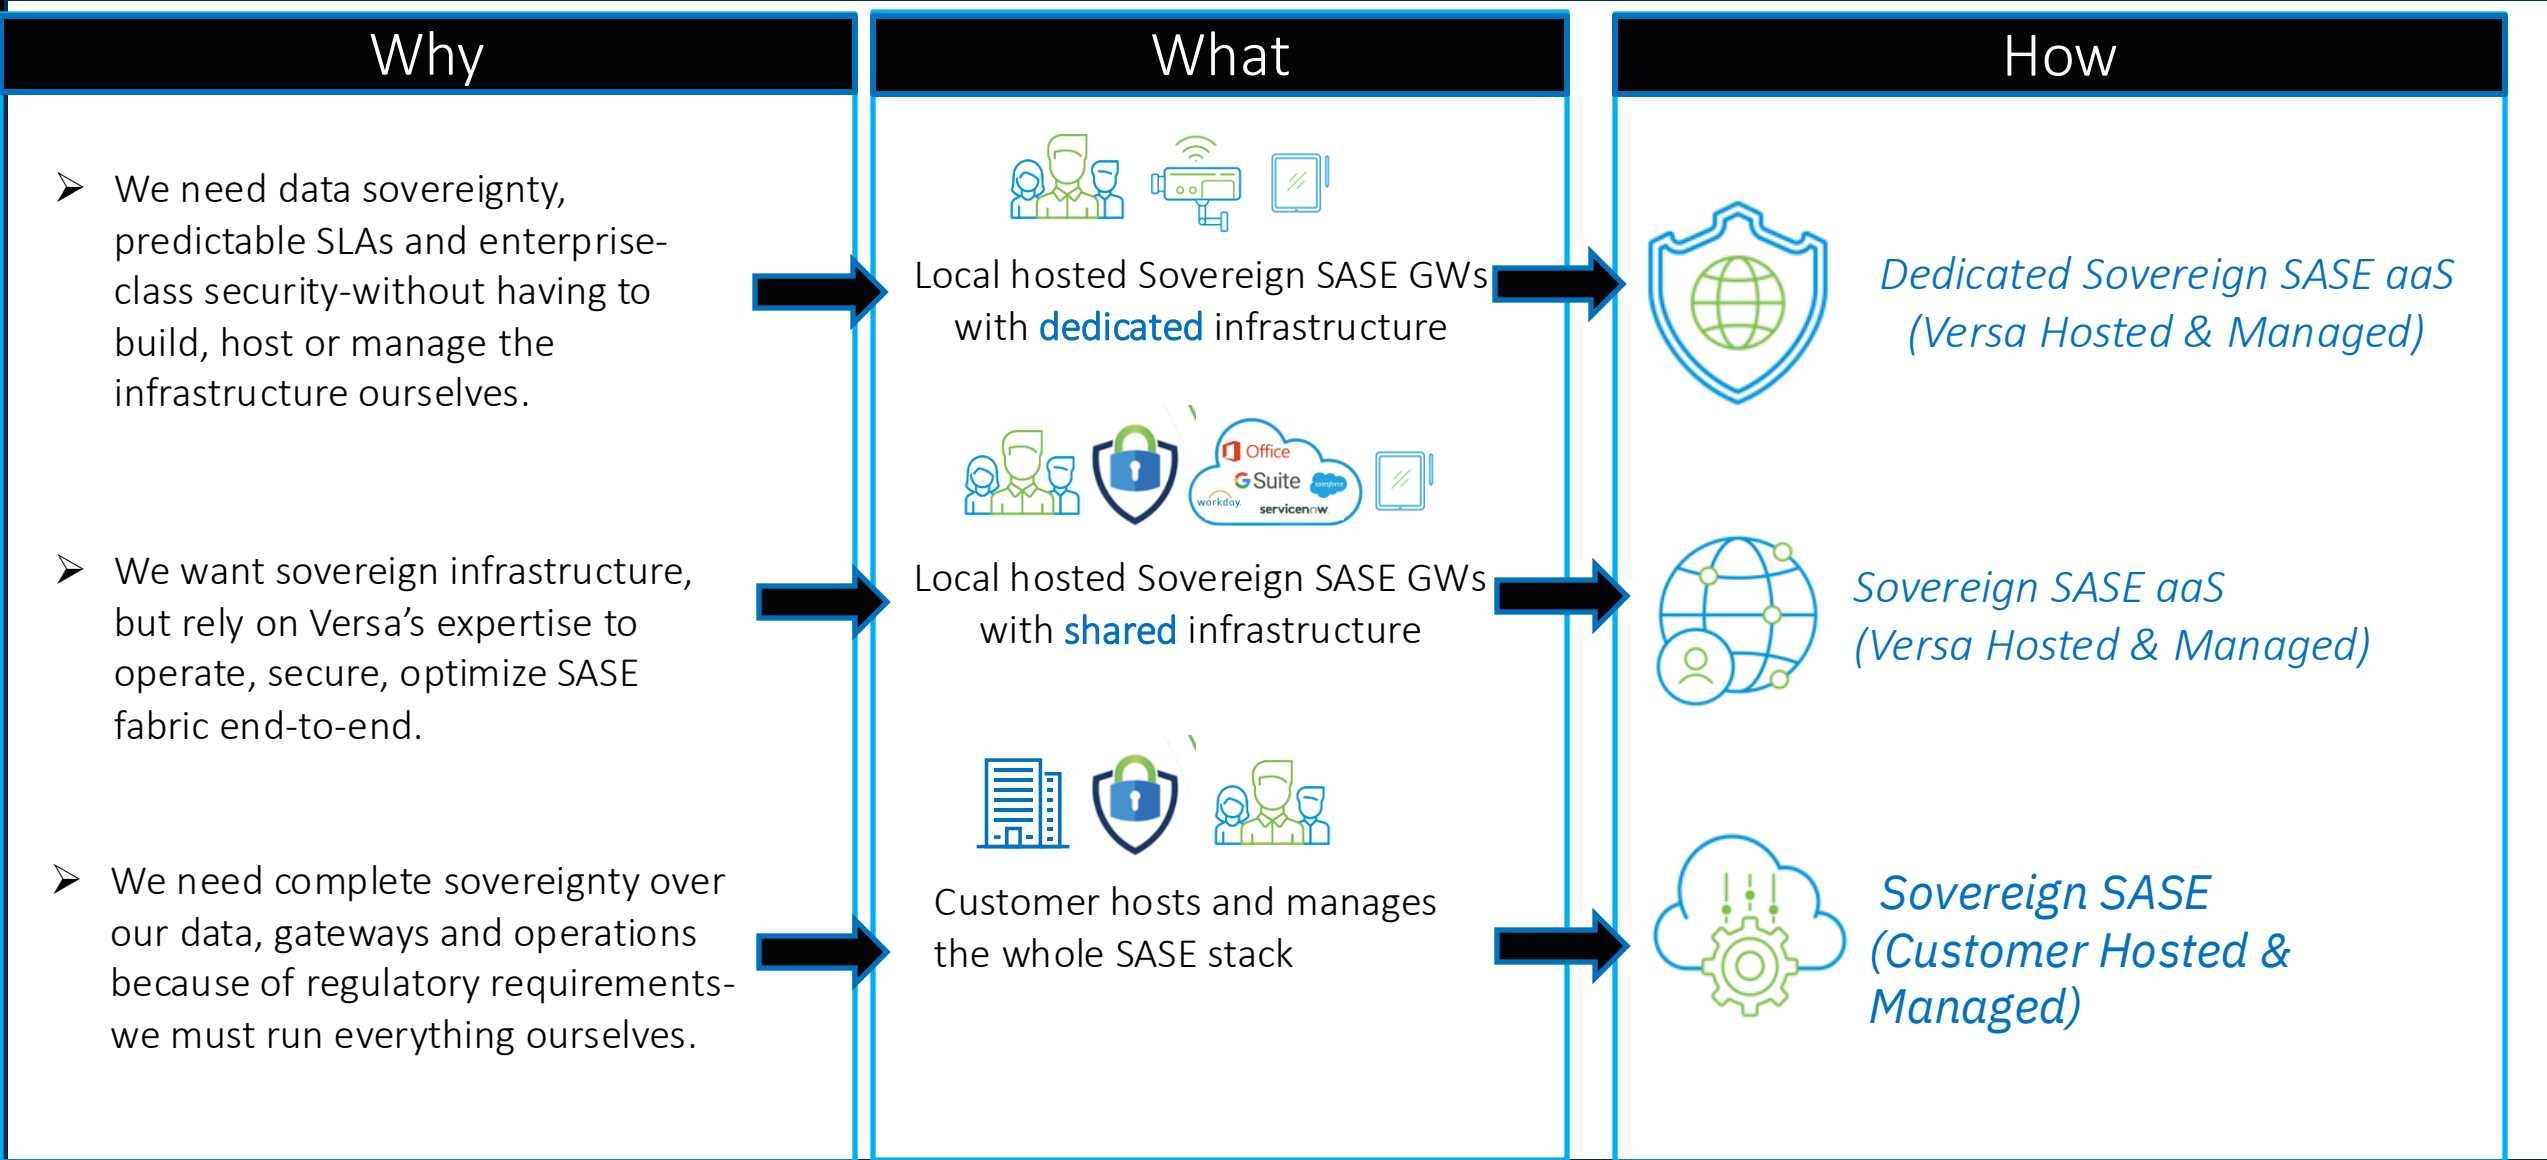 Why
What
How
➢ We need data sovereignty,
predictable SLAs and enterprise-
class security-without having to
build, host or manage the
infrastructure ourselves.
Local hosted Sovereign SASE GWs
with dedicated infrastructure
Dedicated Sovereign SASE aaS
(Versa Hosted & Managed)
➢ We want sovereign infrastructure,
but rely on Versa’s expertise to
operate, secure, optimize SASE
fabric end-to-end.
Office
G Suite
salesforce
workday.
servicenow
Local hosted Sovereign SASE GWs
with shared infrastructure
Sovereign SASE aaS
(Versa Hosted & Managed)
➢ We need complete sovereignty over
our data, gateways and operations
because of regulatory requirements-
we must run everything ourselves.
Customer hosts and manages
the whole SASE stack
Sovereign SASE
(Customer Hosted &
Managed)